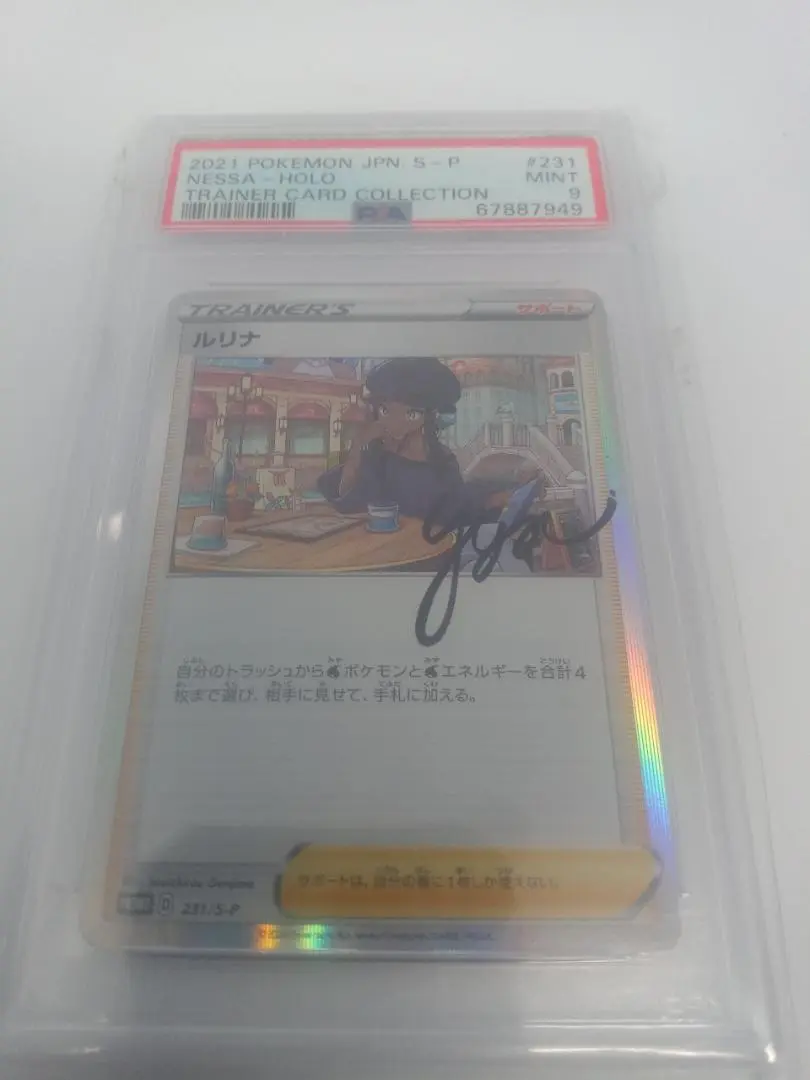 2021 POKEMON JPN. S-P #231
NESSA-HOLO MINT
TRAINER CARD COLLECTION 9
PSA 67887949
TRAINER'S サポート
ルリナ
自分のトラッシュからポケモンとエネルギーを合計4
枚まで選び、相手に見せて、手札に加える。
サポートは、自分の番に1枚しか使えない。
D 231/S-P